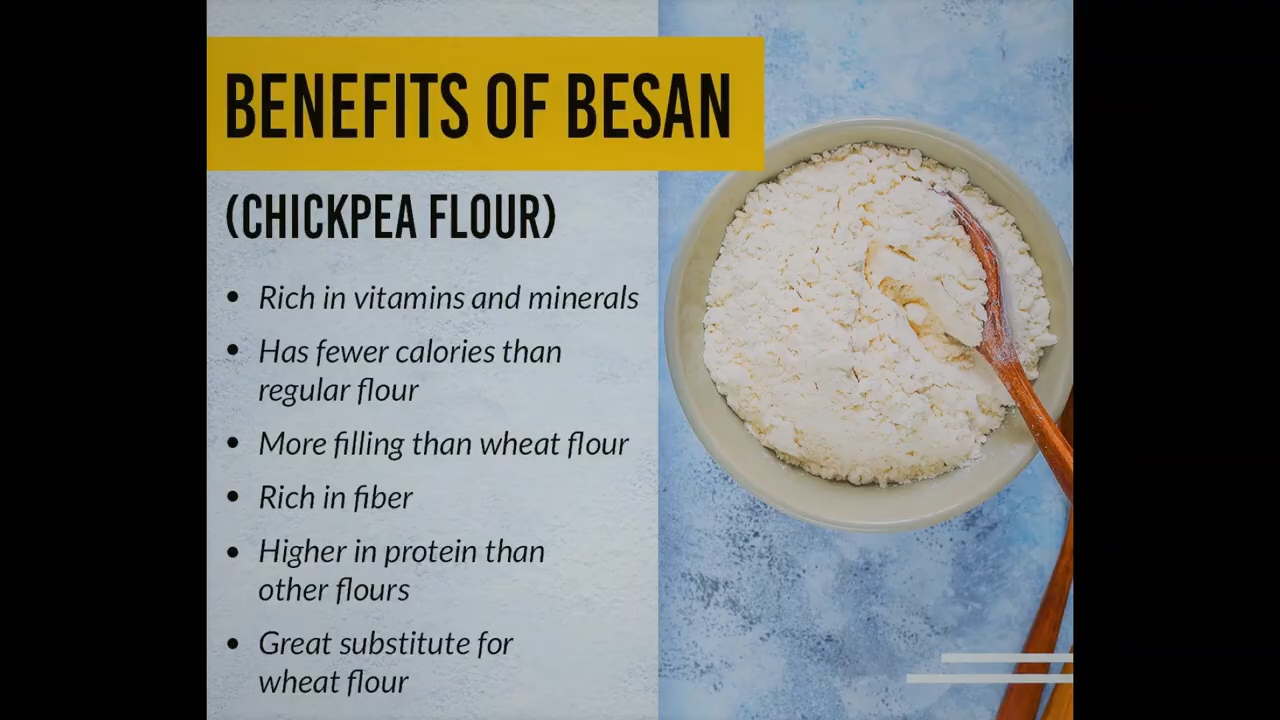 BENEFITS OF BESAN
(CHICKPEA FLOUR)
• Rich in vitamins and minerals
• Has fewer calories than
regular flour
• More filling than wheat flour
• Rich in fiber
• Higher in protein than
other flours
• Great substitute for
wheat flour